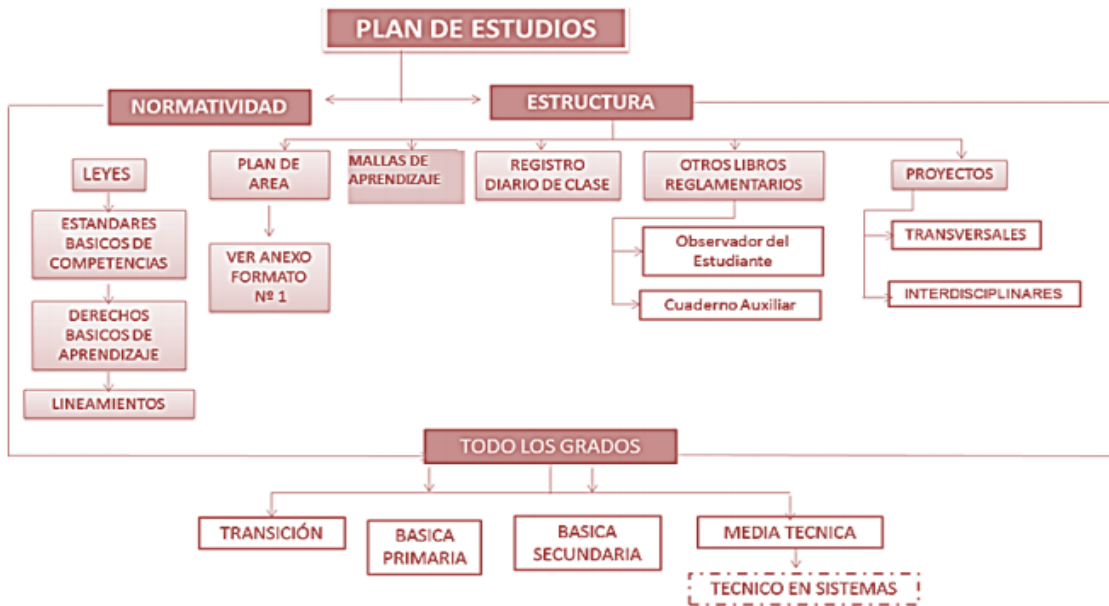 PLAN DE ESTUDIOS
NORMATIVIDAD
ESTRUCTURA
LEYES
ESTANDARES
BASICOS DE
COMPETENCIAS
DERECHOS
BASICOS DE
APRENDIZAJE
LINEAMIENTOS
PLAN DE
AREA
VER ANEXO
FORMATO
Nº 1
MALLAS DE
APRENDIZAJE
REGISTRO
DIARIO DE CLASE
OTROS LIBROS
REGLAMENTARIOS
Observador del
Estudiante
Cuaderno Auxiliar
PROYECTOS
TRANSVERSALES
INTERDISCIPLINARES
TODO LOS GRADOS
TRANSICIÓN
BASICA
PRIMARIA
BASICA
SECUNDARIA
MEDIA TECNICA
TECNICO EN SISTEMAS